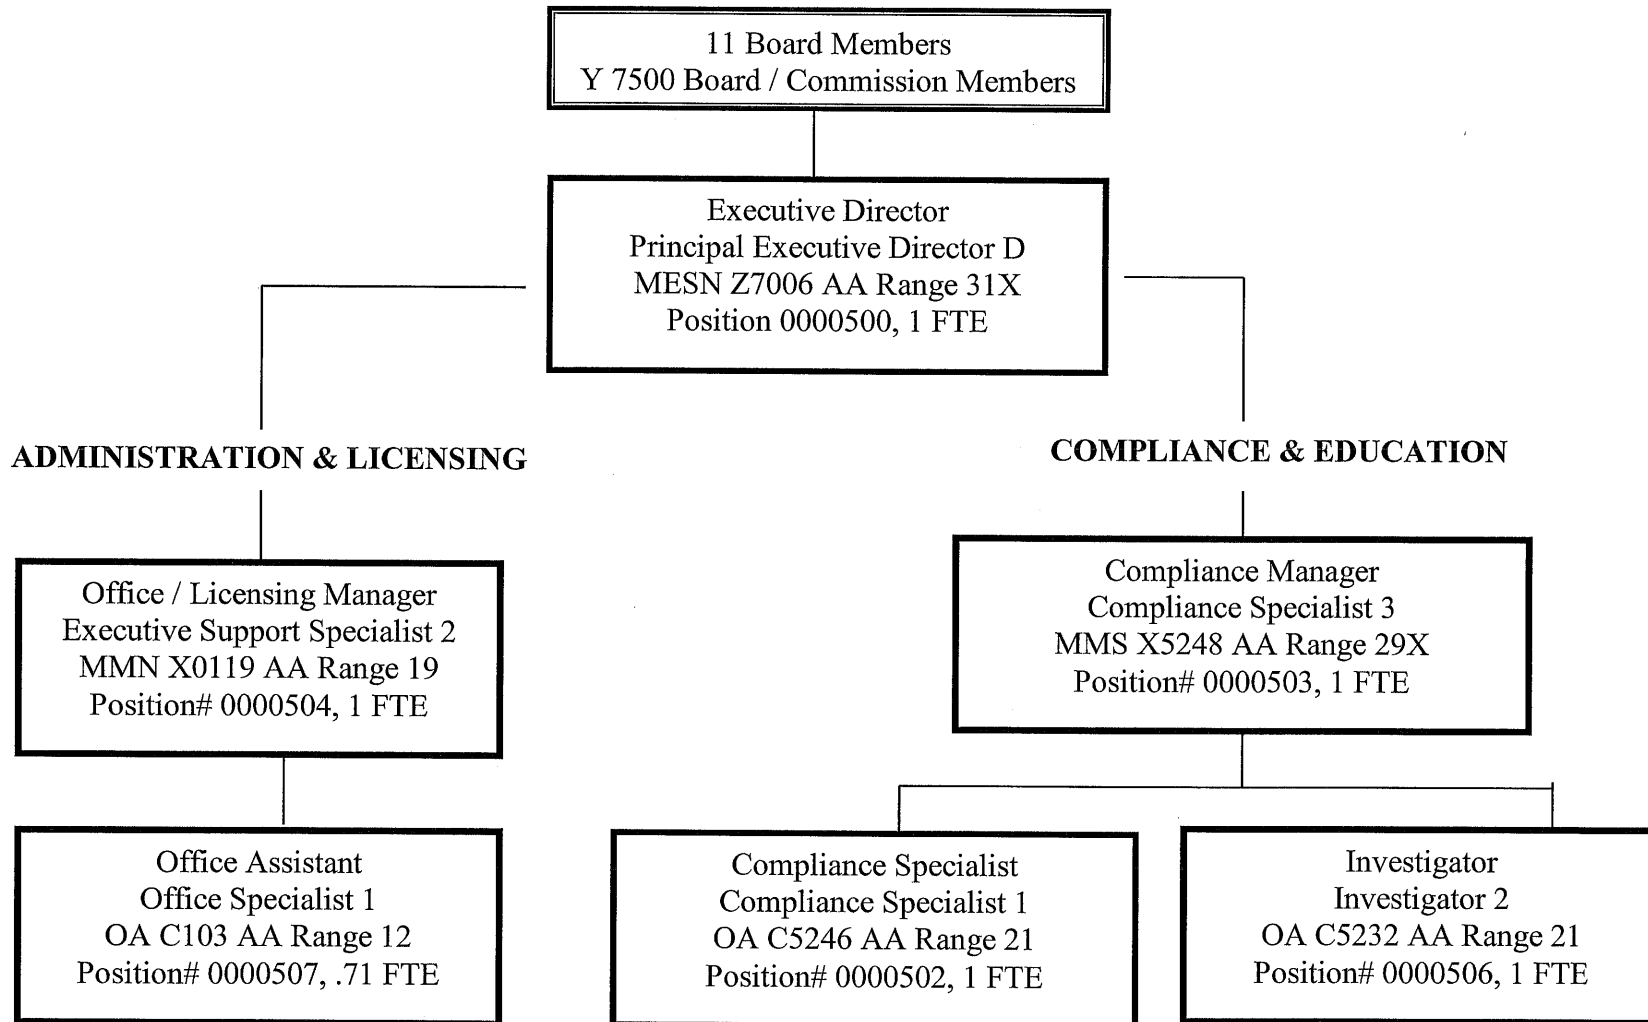 11 Board Members
Y 7500 Board / Commission Members
Executive Director
Principal Executive Director D
MESN Z7006 AA Range 31X
Position 0000500, 1 FTE
ADMINISTRATION & LICENSING
COMPLIANCE & EDUCATION
Office / Licensing Manager
Executive Support Specialist 2
MMN X0119 AA Range 19
Position# 0000504, 1 FTE
Compliance Manager
Compliance Specialist 3
MMS X5248 AA Range 29X
Position# 0000503, 1 FTE
Office Assistant
Office Specialist 1
OA C103 AA Range 12
Position# 0000507, .71 FTE
Compliance Specialist
Compliance Specialist 1
OA C5246 AA Range 21
Position# 0000502, 1 FTE
Investigator
Investigator 2
OA C5232 AA Range 21
Position# 0000506, 1 FTE